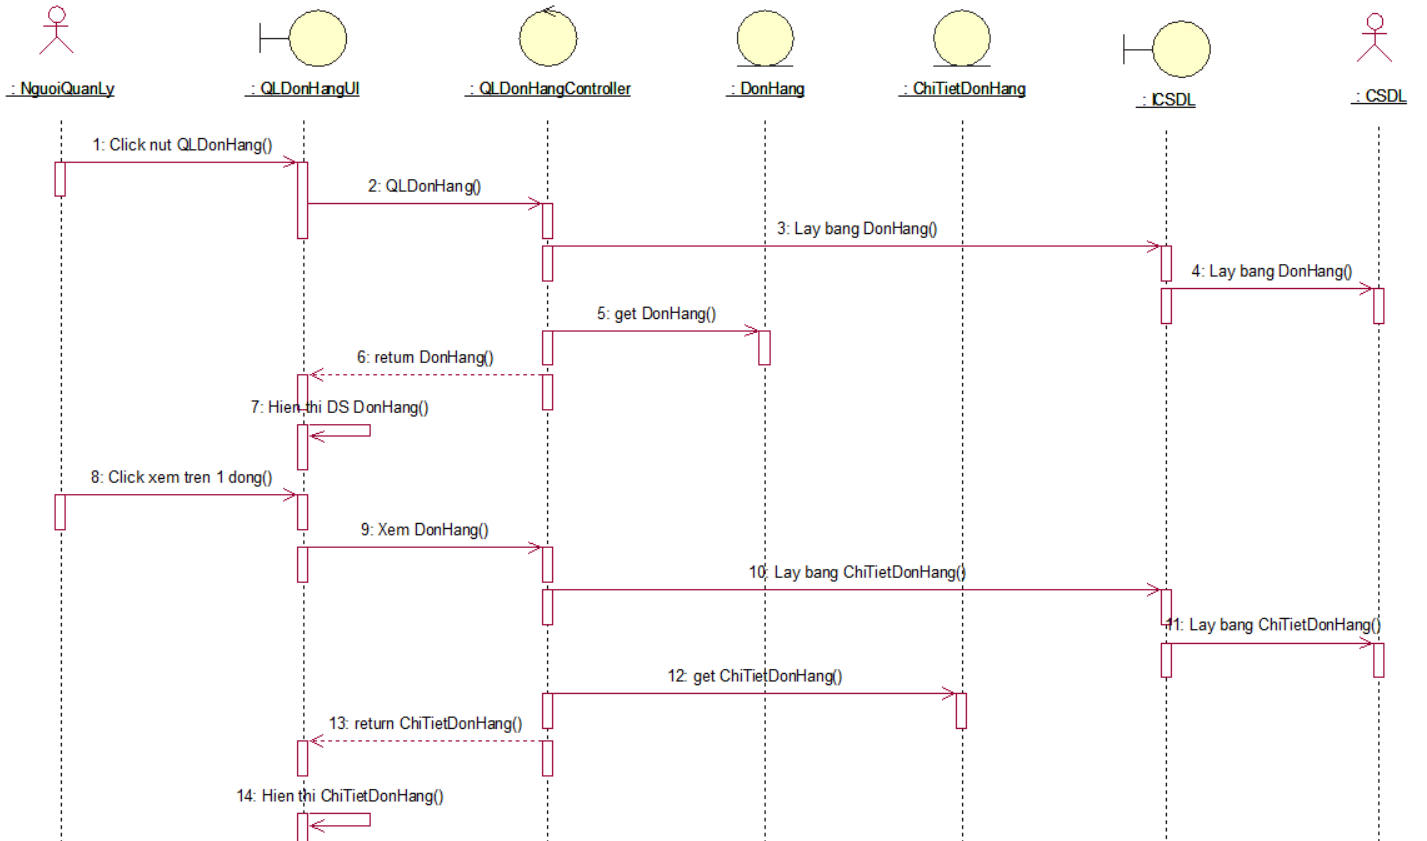 : NguoiQuanLy
: QLDonHangUI
: QLDonHangController
: DonHang
: ChiTietDonHang
: ICSDL
: CSDL
1: Click nut QLDonHang()
2: QLDonHang()
3: Lay bang DonHang()
4: Lay bang DonHang()
5: get DonHang()
6: return DonHang()
7: Hien thi DS DonHang()
8: Click xem tren 1 dong()
9: Xem DonHang()
10: Lay bang ChiTietDonHang()
11: Lay bang ChiTietDonHang()
12: get ChiTietDonHang()
13: return ChiTietDonHang()
14: Hien thi ChiTietDonHang()